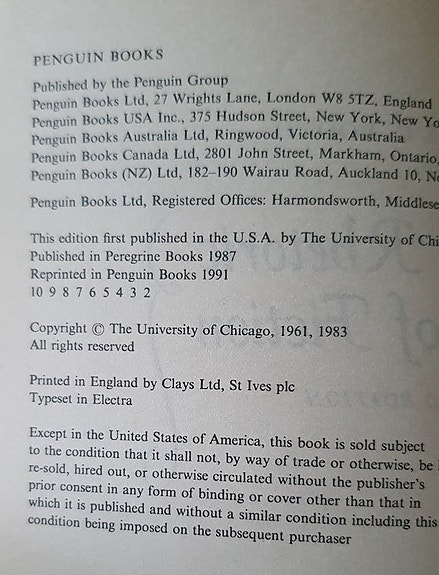 PENGUIN BOOKS
Published by the Penguin Group
Penguin Books Ltd, 27 Wrights Lane, London W8 5TZ, England
Penguin Books USA Inc., 375 Hudson Street, New York, New Yo
Penguin Books Australia Ltd, Ringwood, Victoria, Australia
Penguin Books Canada Ltd, 2801 John Street, Markham, Ontario,
Penguin Books (NZ) Ltd, 182–190 Wairau Road, Auckland 10, N
Penguin Books Ltd, Registered Offices: Harmondsworth, Middlese
This edition first published in the U.S.A. by The University of Chi
Published in Peregrine Books 1987
Reprinted in Penguin Books 1991
10 9 8 7 6 5 4 3 2
Copyright © The University of Chicago, 1961, 1983
All rights reserved
Printed in England by Clays Ltd, St Ives plc
Typeset in Electra
Except in the United States of America, this book is sold subject
to the condition that it shall not, by way of trade or otherwise, be
re-sold, hired out, or otherwise circulated without the publisher's
prior consent in any form of binding or cover other than that in
which it is published and without a similar condition including this
condition being imposed on the subsequent purchaser